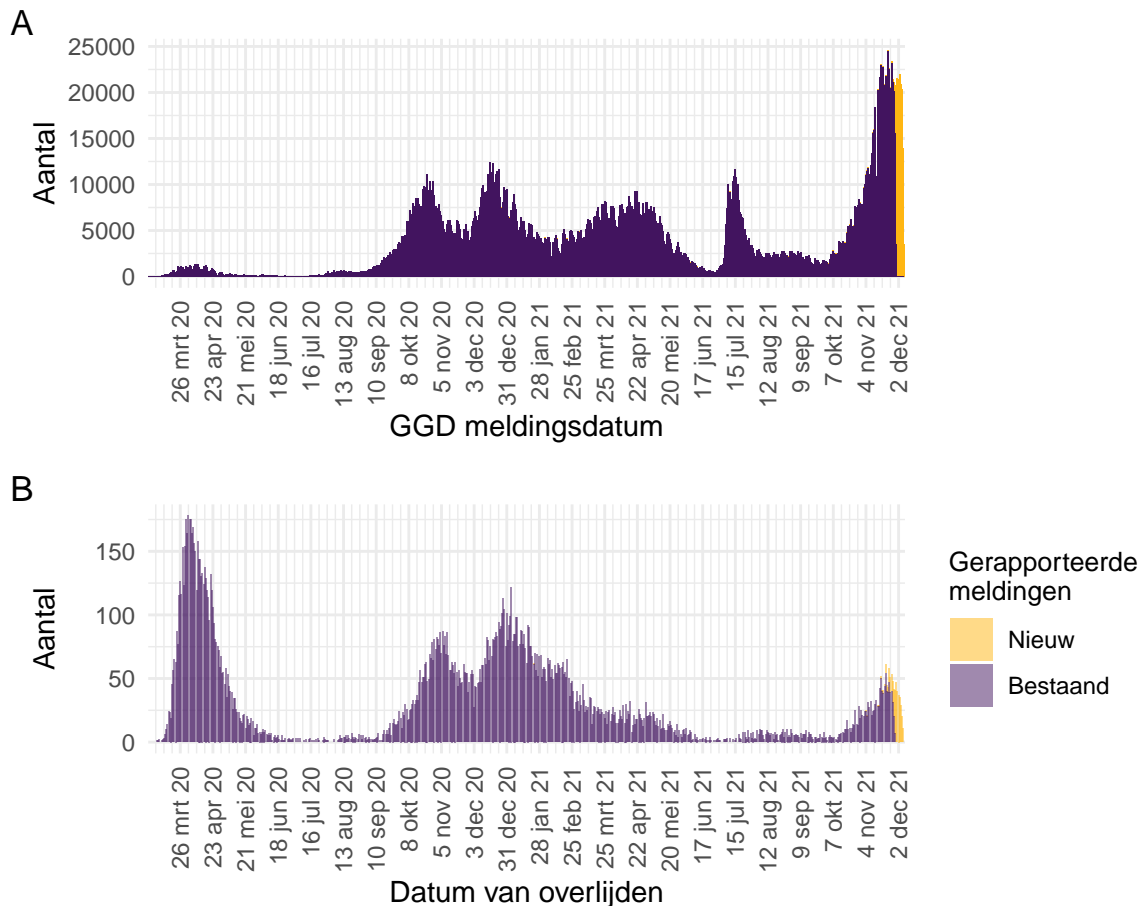 A
25000
20000
15000
10000
5000
0
Aantal
26 mrt 20
23 apr 20
21 mei 20
18 jun 20
16 jul 20
13 aug 20
10 sep 20
8 okt 20
5 nov 20
3 dec 20
31 dec 20
28 jan 21
25 feb 21
25 mrt 21
22 apr 21
20 mei 21
17 jun 21
15 jul 21
12 aug 21
9 sep 21
7 okt 21
4 nov 21
2 dec 21
GGD meldingsdatum
B
150
100
50
0
Aantal
26 mrt 20
23 apr 20
21 mei 20
18 jun 20
16 jul 20
13 aug 20
10 sep 20
8 okt 20
5 nov 20
3 dec 20
31 dec 20
28 jan 21
25 feb 21
25 mrt 21
22 apr 21
20 mei 21
17 jun 21
15 jul 21
12 aug 21
9 sep 21
7 okt 21
4 nov 21
2 dec 21
Datum van overlijden
Gerapporteerde
meldingen
Nieuw
Bestaand